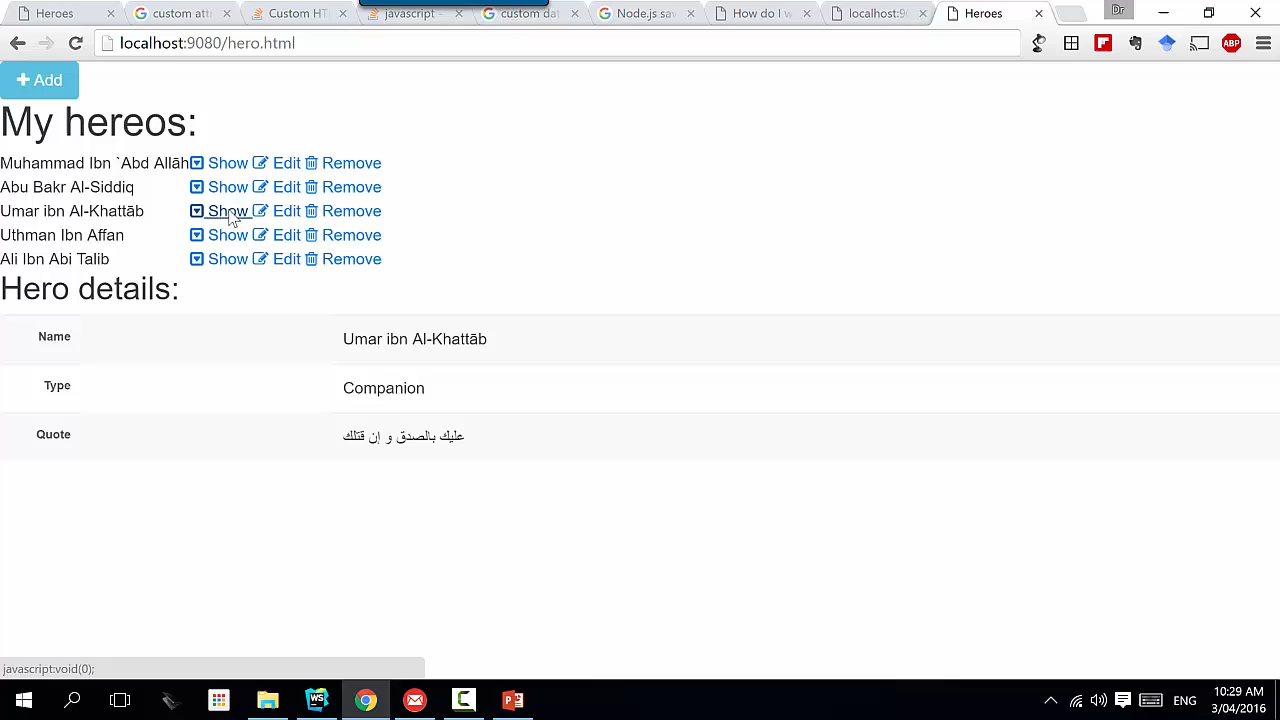 Heroes
custom att
Custom HT
javascript -
custom dat
Node.js sav
How do I w
localhost:90
Heroes
Dr
localhost:9080/hero.html
ABP
Add
My hereos:
Muhammad Ibn `Abd Allāh Show Edit Remove
Abu Bakr Al-Siddiq Show Edit Remove
Umar ibn Al-Khattāb Show Edit Remove
Uthman Ibn Affan Show Edit Remove
Ali Ibn Abi Talib Show Edit Remove
Hero details:
Name Umar ibn Al-Khattāb
Type Companion
Quote عليك بالصدق و إن قتلك
javascript:void(0);
WS
ENG
10:29 AM
3/04/2016